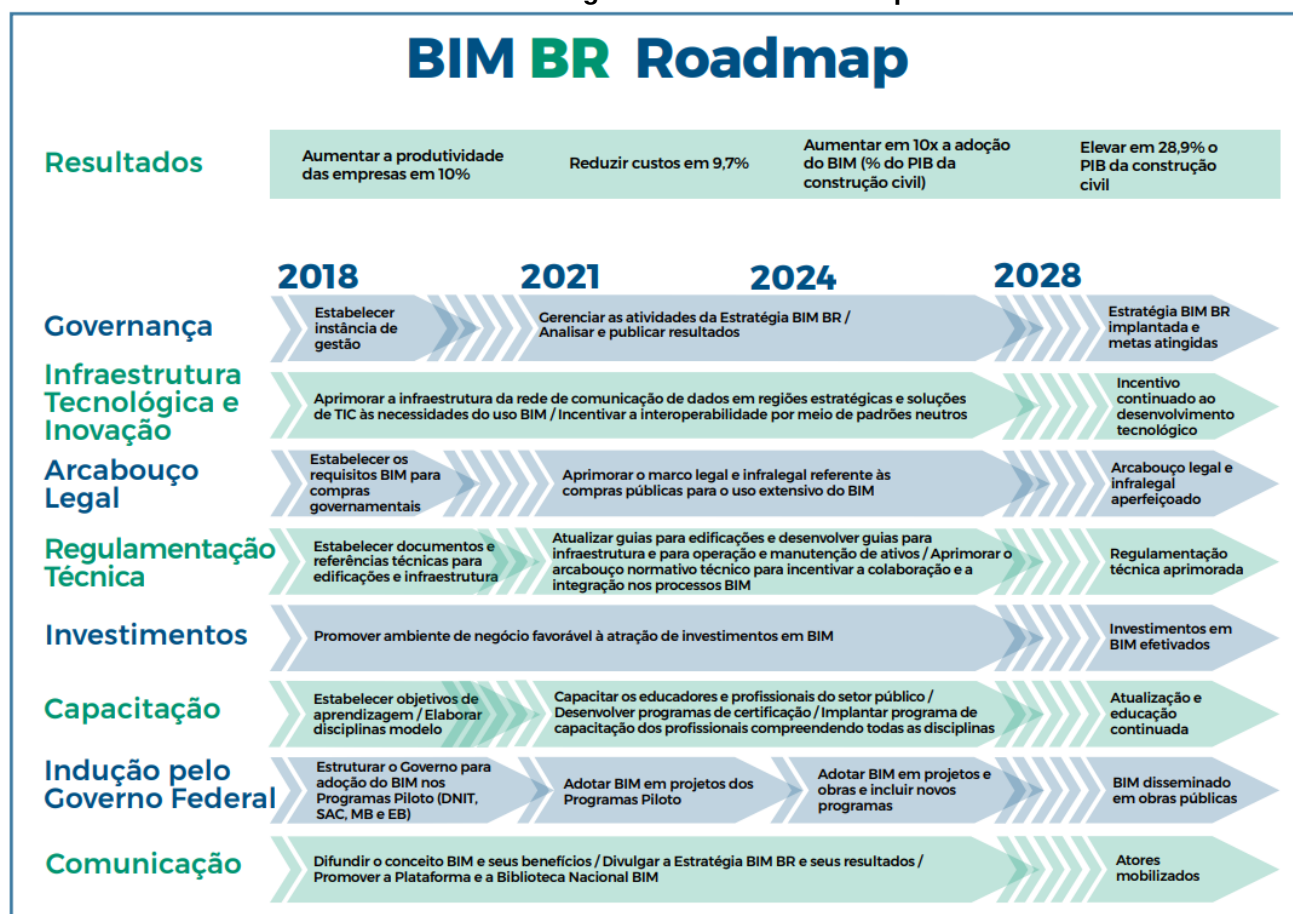 BIM BR Roadmap
Resultados
Aumentar a produtividade
das empresas em 10%
Reduzir custos em 9,7%
Aumentar em 10x a adoção
do BIM (% do PIB da
construção civil)
Elevar em 28,9% o
PIB da construção
civil
2018
2021
2024
2028
Governança
Estabelecer
instância de
gestão
Gerenciar as atividades da Estratégia BIM BR /
Analisar e publicar resultados
Estratégia BIM BR
implantada e
metas atingidas
Infraestrutura
Tecnológica e
Inovação
Aprimorar a infraestrutura da rede de comunicação de dados em regiões estratégicas e soluções
de TIC às necessidades do uso BIM / Incentivar a interoperabilidade por meio de padrões neutros
Incentivo
continuado ao
desenvolvimento
tecnológico
Arcabouço
Legal
Estabelecer os
requisitos BIM para
compras
governamentais
Aprimorar o marco legal e infralegal referente às
compras públicas para o uso extensivo do BIM
Arcabouço legal e
infralegal
aperfeiçoado
Regulamentação
Técnica
Estabelecer documentos e
referências técnicas para
edificações e infraestrutura
Atualizar guias para edificações e desenvolver guias para
infraestrutura e para operação e manutenção de ativos / Aprimorar o
arcabouço normativo técnico para incentivar a colaboração e a
integração nos processos BIM
Regulamentação
técnica aprimorada
Investimentos
Promover ambiente de negócio favorável à atração de investimentos em BIM
Investimentos em
BIM efetivados
Capacitação
Estabelecer objetivos de
aprendizagem / Elaborar
disciplinas modelo
Capacitar os educadores e profissionais do setor público /
Desenvolver programas de certificação / Implantar programa de
capacitação dos profissionais compreendendo todas as disciplinas
Atualização e
educação
continuada
Indução pelo
Governo Federal
Estruturar o Governo para
adoção do BIM nos
Programas Piloto (DNIT,
SAC, MB e EB)
Adotar BIM em projetos dos
Programas Piloto
Adotar BIM em projetos e
obras e incluir novos
programas
BIM disseminado
em obras públicas
Comunicação
Difundir o conceito BIM e seus benefícios / Divulgar a Estratégia BIM BR e seus resultados /
Promover a Plataforma e a Biblioteca Nacional BIM
Atores
mobilizados